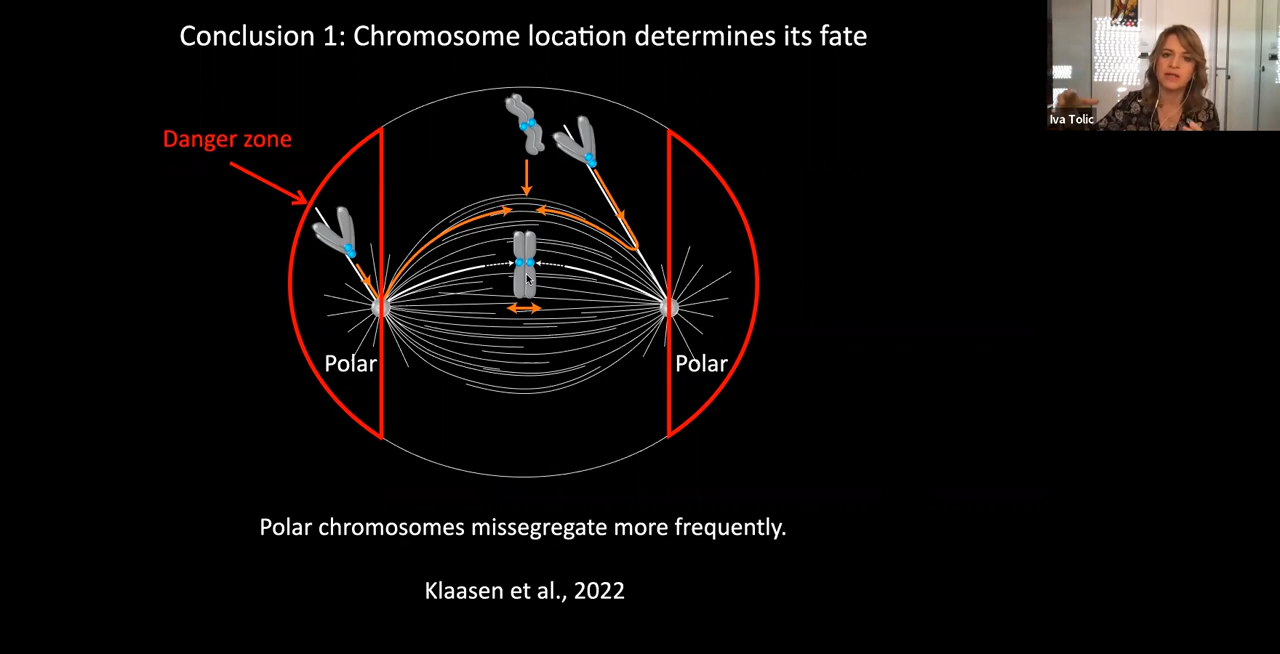 Conclusion 1: Chromosome location determines its fate
Iva Tolic
Danger zone
Polar
Polar
Polar chromosomes missegregate more frequently.
Klaasen et al., 2022